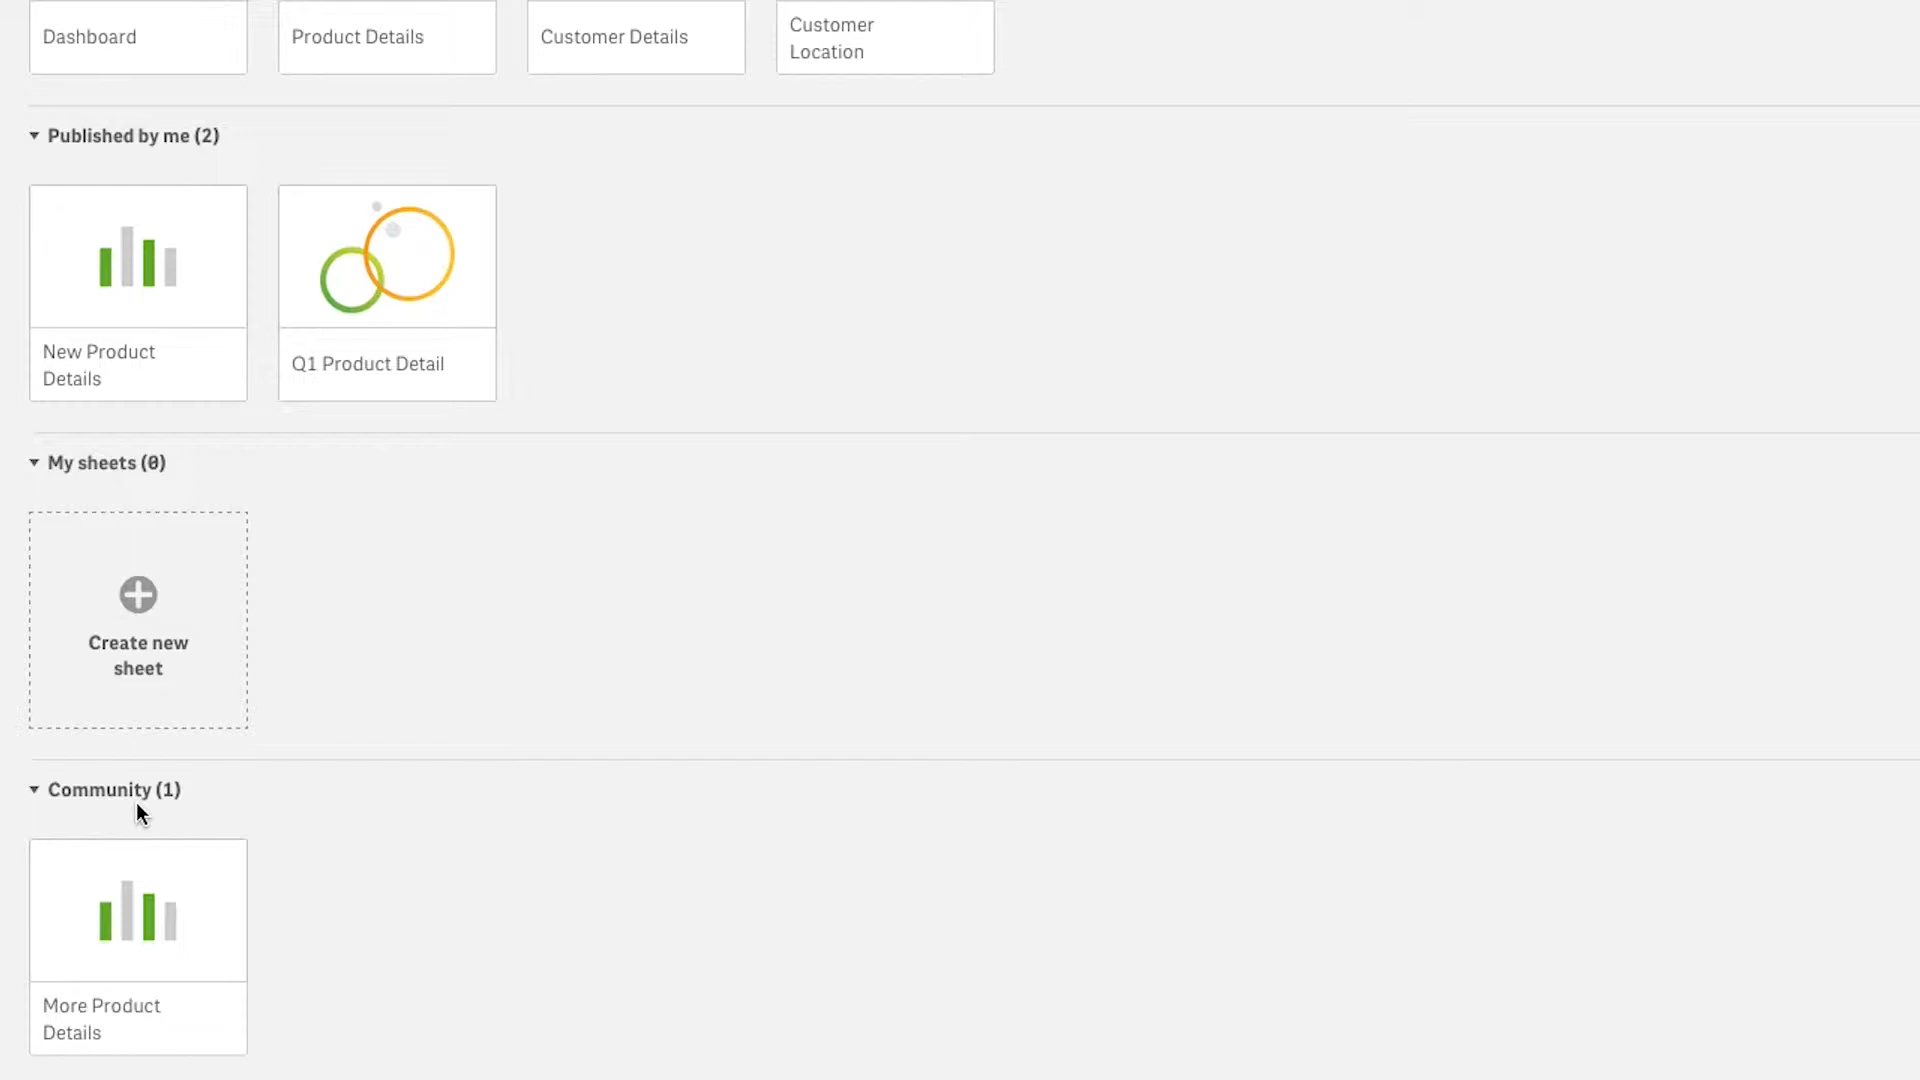 Dashboard
Product Details
Customer Details
Customer
Location
Published by me (2)
New Product
Details
Q1 Product Detail
My sheets (0)
Create new
sheet
Community (1)
More Product
Details